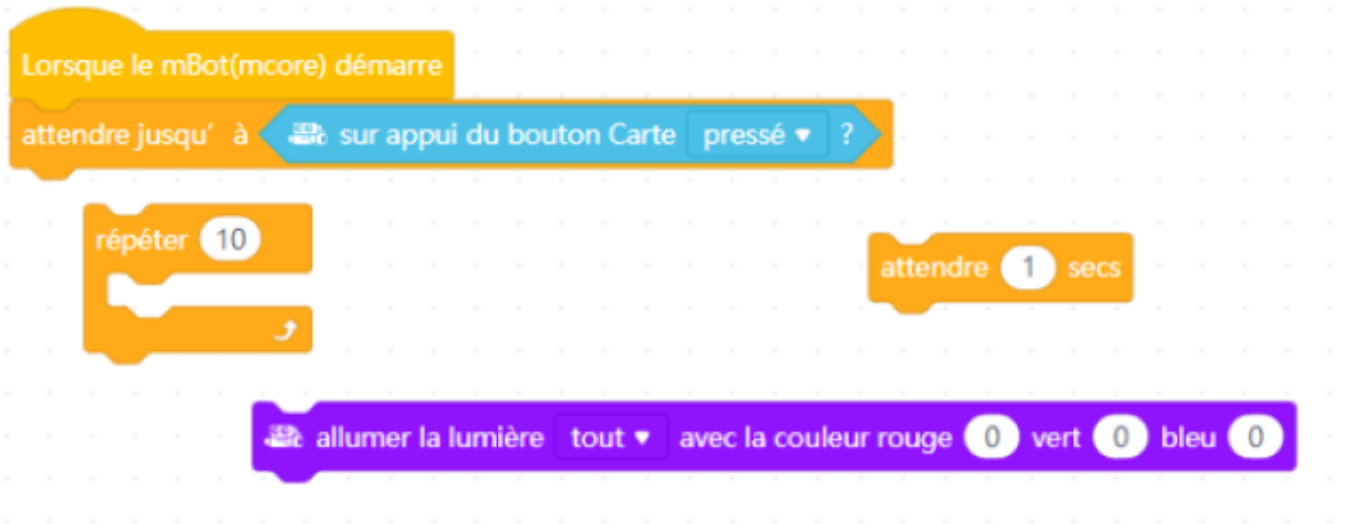 Lorsque le mBot(mcore) démarre
attendre jusqu' à sur appui du bouton Carte pressé ?
répéter 10
attendre 1 secs
allumer la lumière tout avec la couleur rouge 0 vert 0 bleu 0